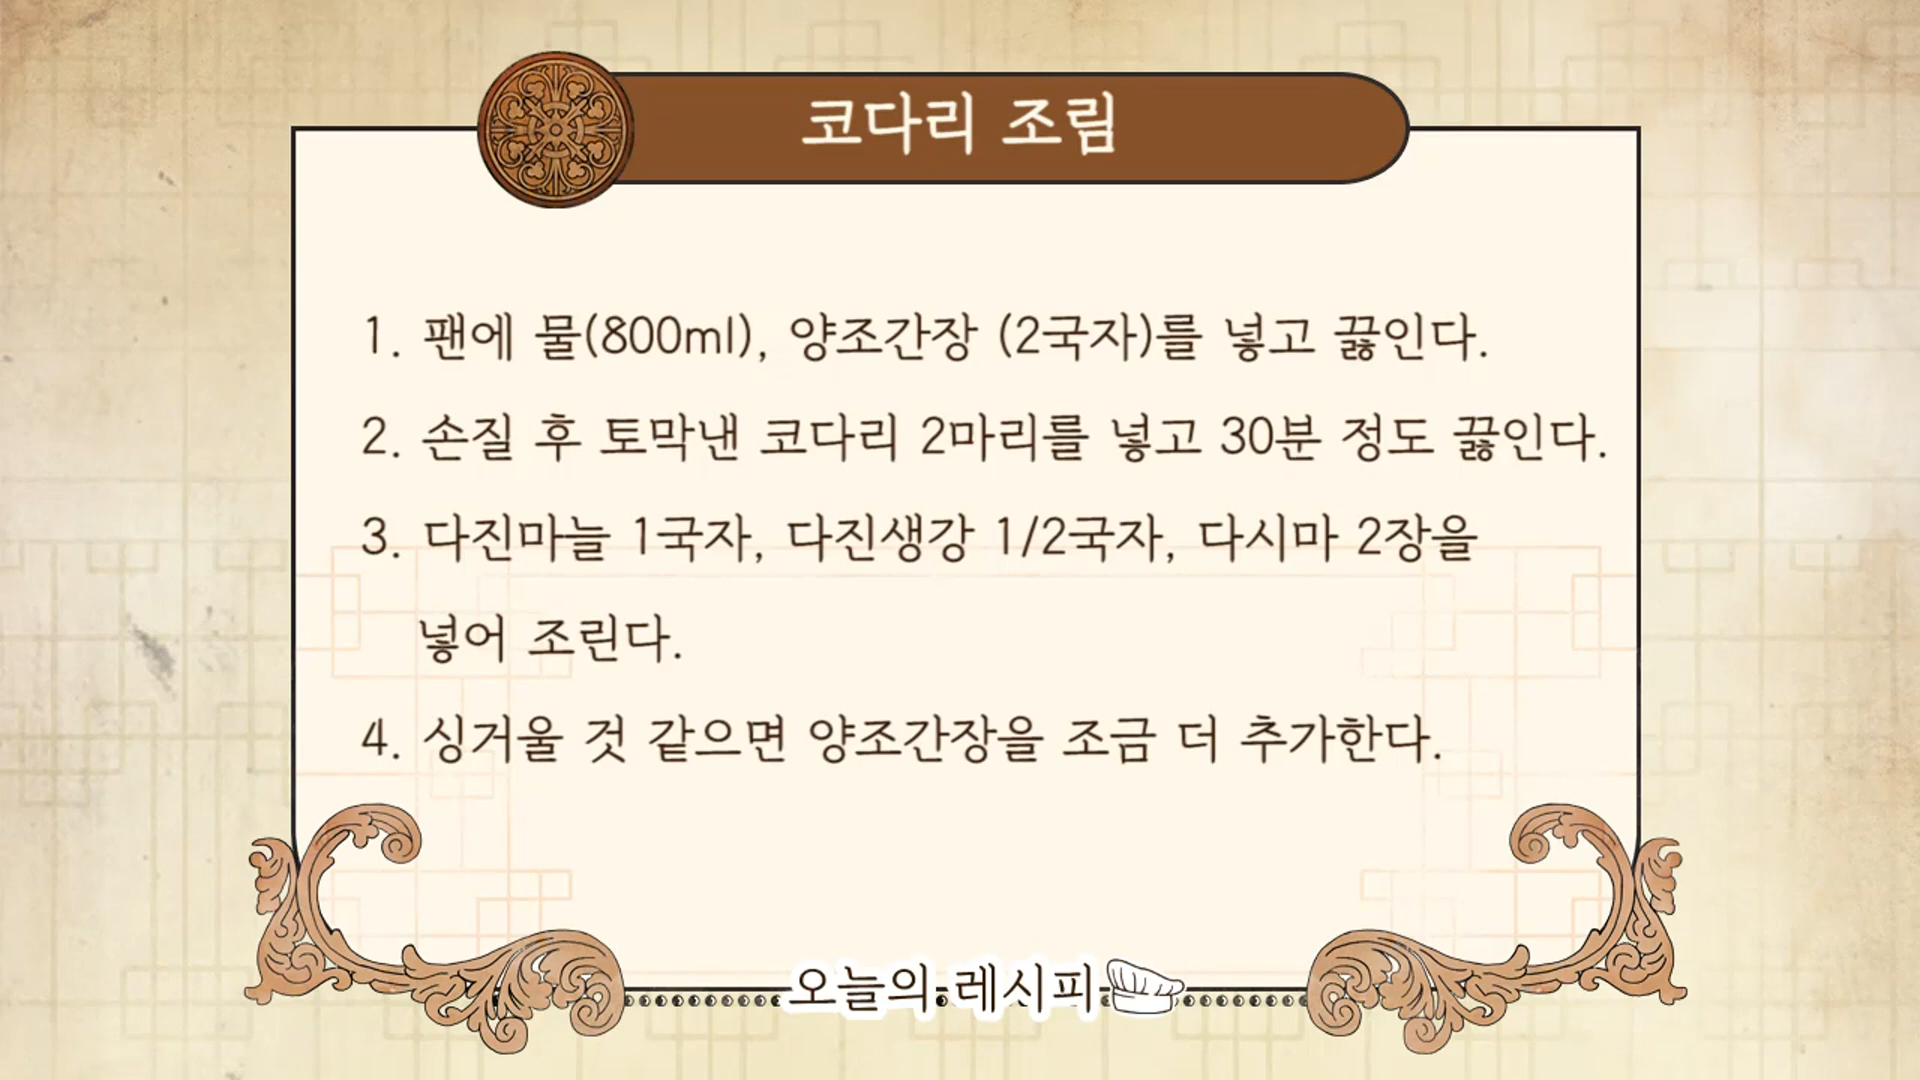 코다리 조림
1. 팬에 물(800ml), 양조간장 (2국자)를 넣고 끓인다.
2. 손질 후 토막낸 코다리 2마리를 넣고 30분 정도 끓인다.
3. 다진마늘 1국자, 다진생강 1/2국자, 다시마 2장을
넣어 조린다.
4. 싱거울 것 같으면 양조간장을 조금 더 추가한다.
오늘의 레시피